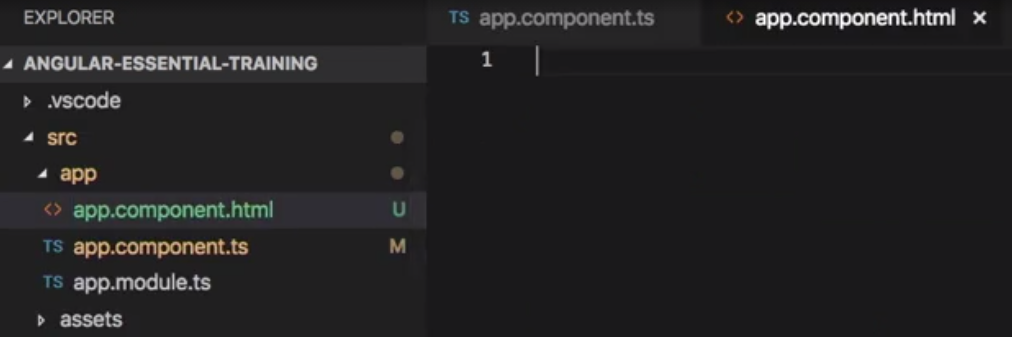 EXPLORER
TS app.component.ts <> app.component.html ×
ANGULAR-ESSENTIAL-TRAINING
1
.vscode
src
app
<> app.component.html U
TS app.component.ts M
TS app.module.ts
assets